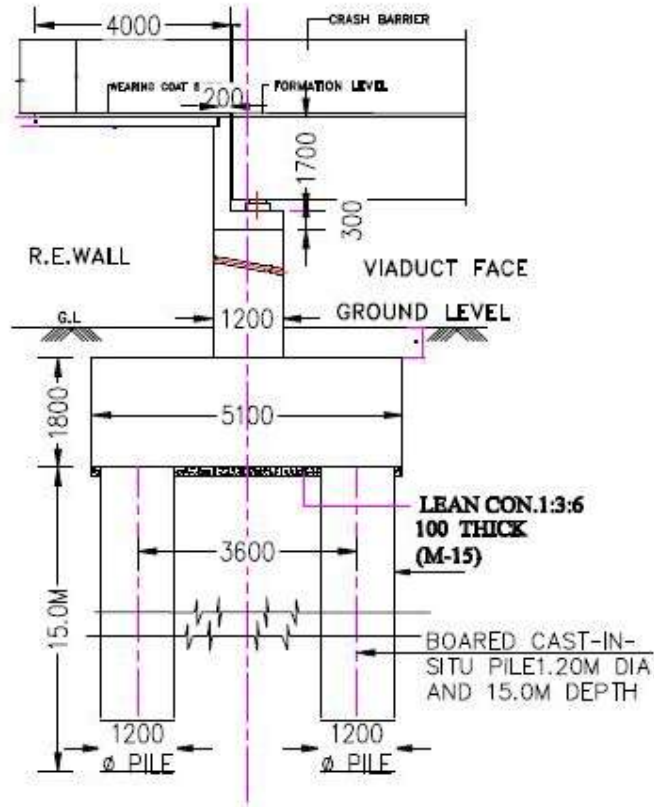 4000
CRASH BARRIER
WEARING COAT &
200
FORMATION LEVEL
1700
300
R.E.WALL
VIADUCT FACE
G.L
1200
GROUND LEVEL
1800
5100
LEAN CON.1:3:6
100 THICK
(M-15)
3600
15.0M
BOARED CAST-IN-
SITU PILE1.20M DIA
AND 15.0M DEPTH
1200
ø PILE
1200
ø PILE